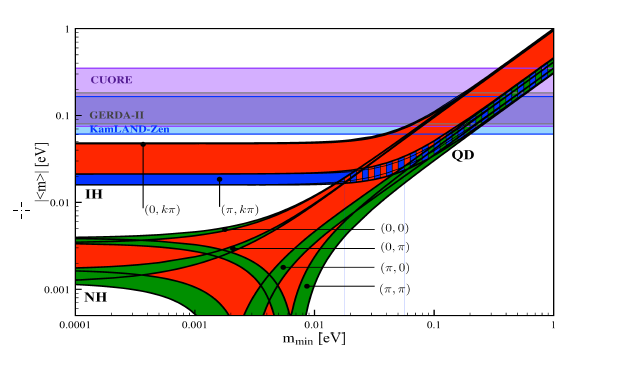 1
CUORE
0.1
GERDA-II
KamLAND-Zen
QD
|<m>| [eV]
IH
(0, kπ)
(π, kπ)
0.01
(0, 0)
(0, π)
(π, 0)
0.001
NH
(π, π)
0.0001
0.001
0.01
0.1
1
m_min [eV]